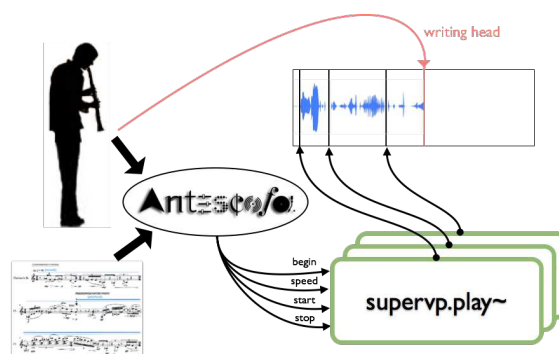 writing head
Antescofo
begin
speed
start
stop
supervp.play~